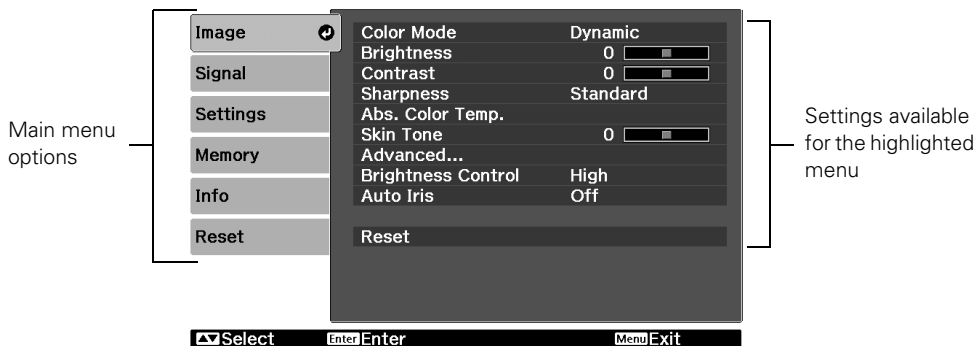 Main menu
options
Image
Signal
Settings
Memory
Info
Reset
Color Mode Dynamic
Brightness 0
Contrast 0
Sharpness Standard
Abs. Color Temp.
Skin Tone 0
Advanced...
Brightness Control High
Auto Iris Off
Reset
Settings available
for the highlighted
menu
Select Enter Enter Menu Exit